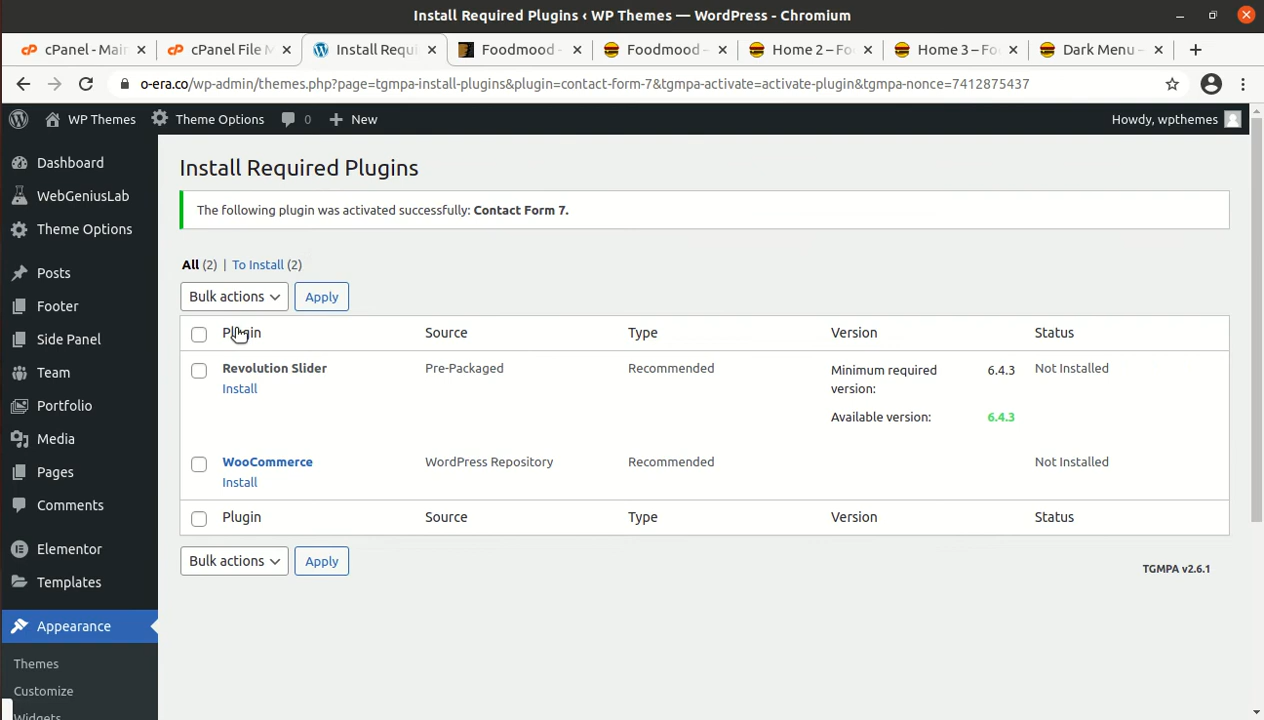 Install Required Plugins ‹ WP Themes — WordPress - Chromium
cPanel - Main
cPanel File M
Install Requi
Foodmood -
Foodmood -
Home 2 – Fo
Home 3 – Fo
Dark Menu –
o-era.co/wp-admin/themes.php?page=tgmpa-install-plugins&plugin=contact-form-7&tgmpa-activate=activate-plugin&tgmpa-nonce=7412875437
WP Themes
Theme Options
0
New
Howdy, wpthemes
Dashboard
WebGeniusLab
Theme Options
Posts
Footer
Side Panel
Team
Portfolio
Media
Pages
Comments
Elementor
Templates
Appearance
Themes
Customize
Widgets
Install Required Plugins
The following plugin was activated successfully: Contact Form 7.
All (2) | To Install (2)
Bulk actions Apply
Plugin Source Type Version Status
Revolution Slider Pre-Packaged Recommended Minimum required version: 6.4.3 Not Installed
Install
Available version: 6.4.3
WooCommerce WordPress Repository Recommended Not Installed
Install
Plugin Source Type Version Status
Bulk actions Apply
TGMPA v2.6.1